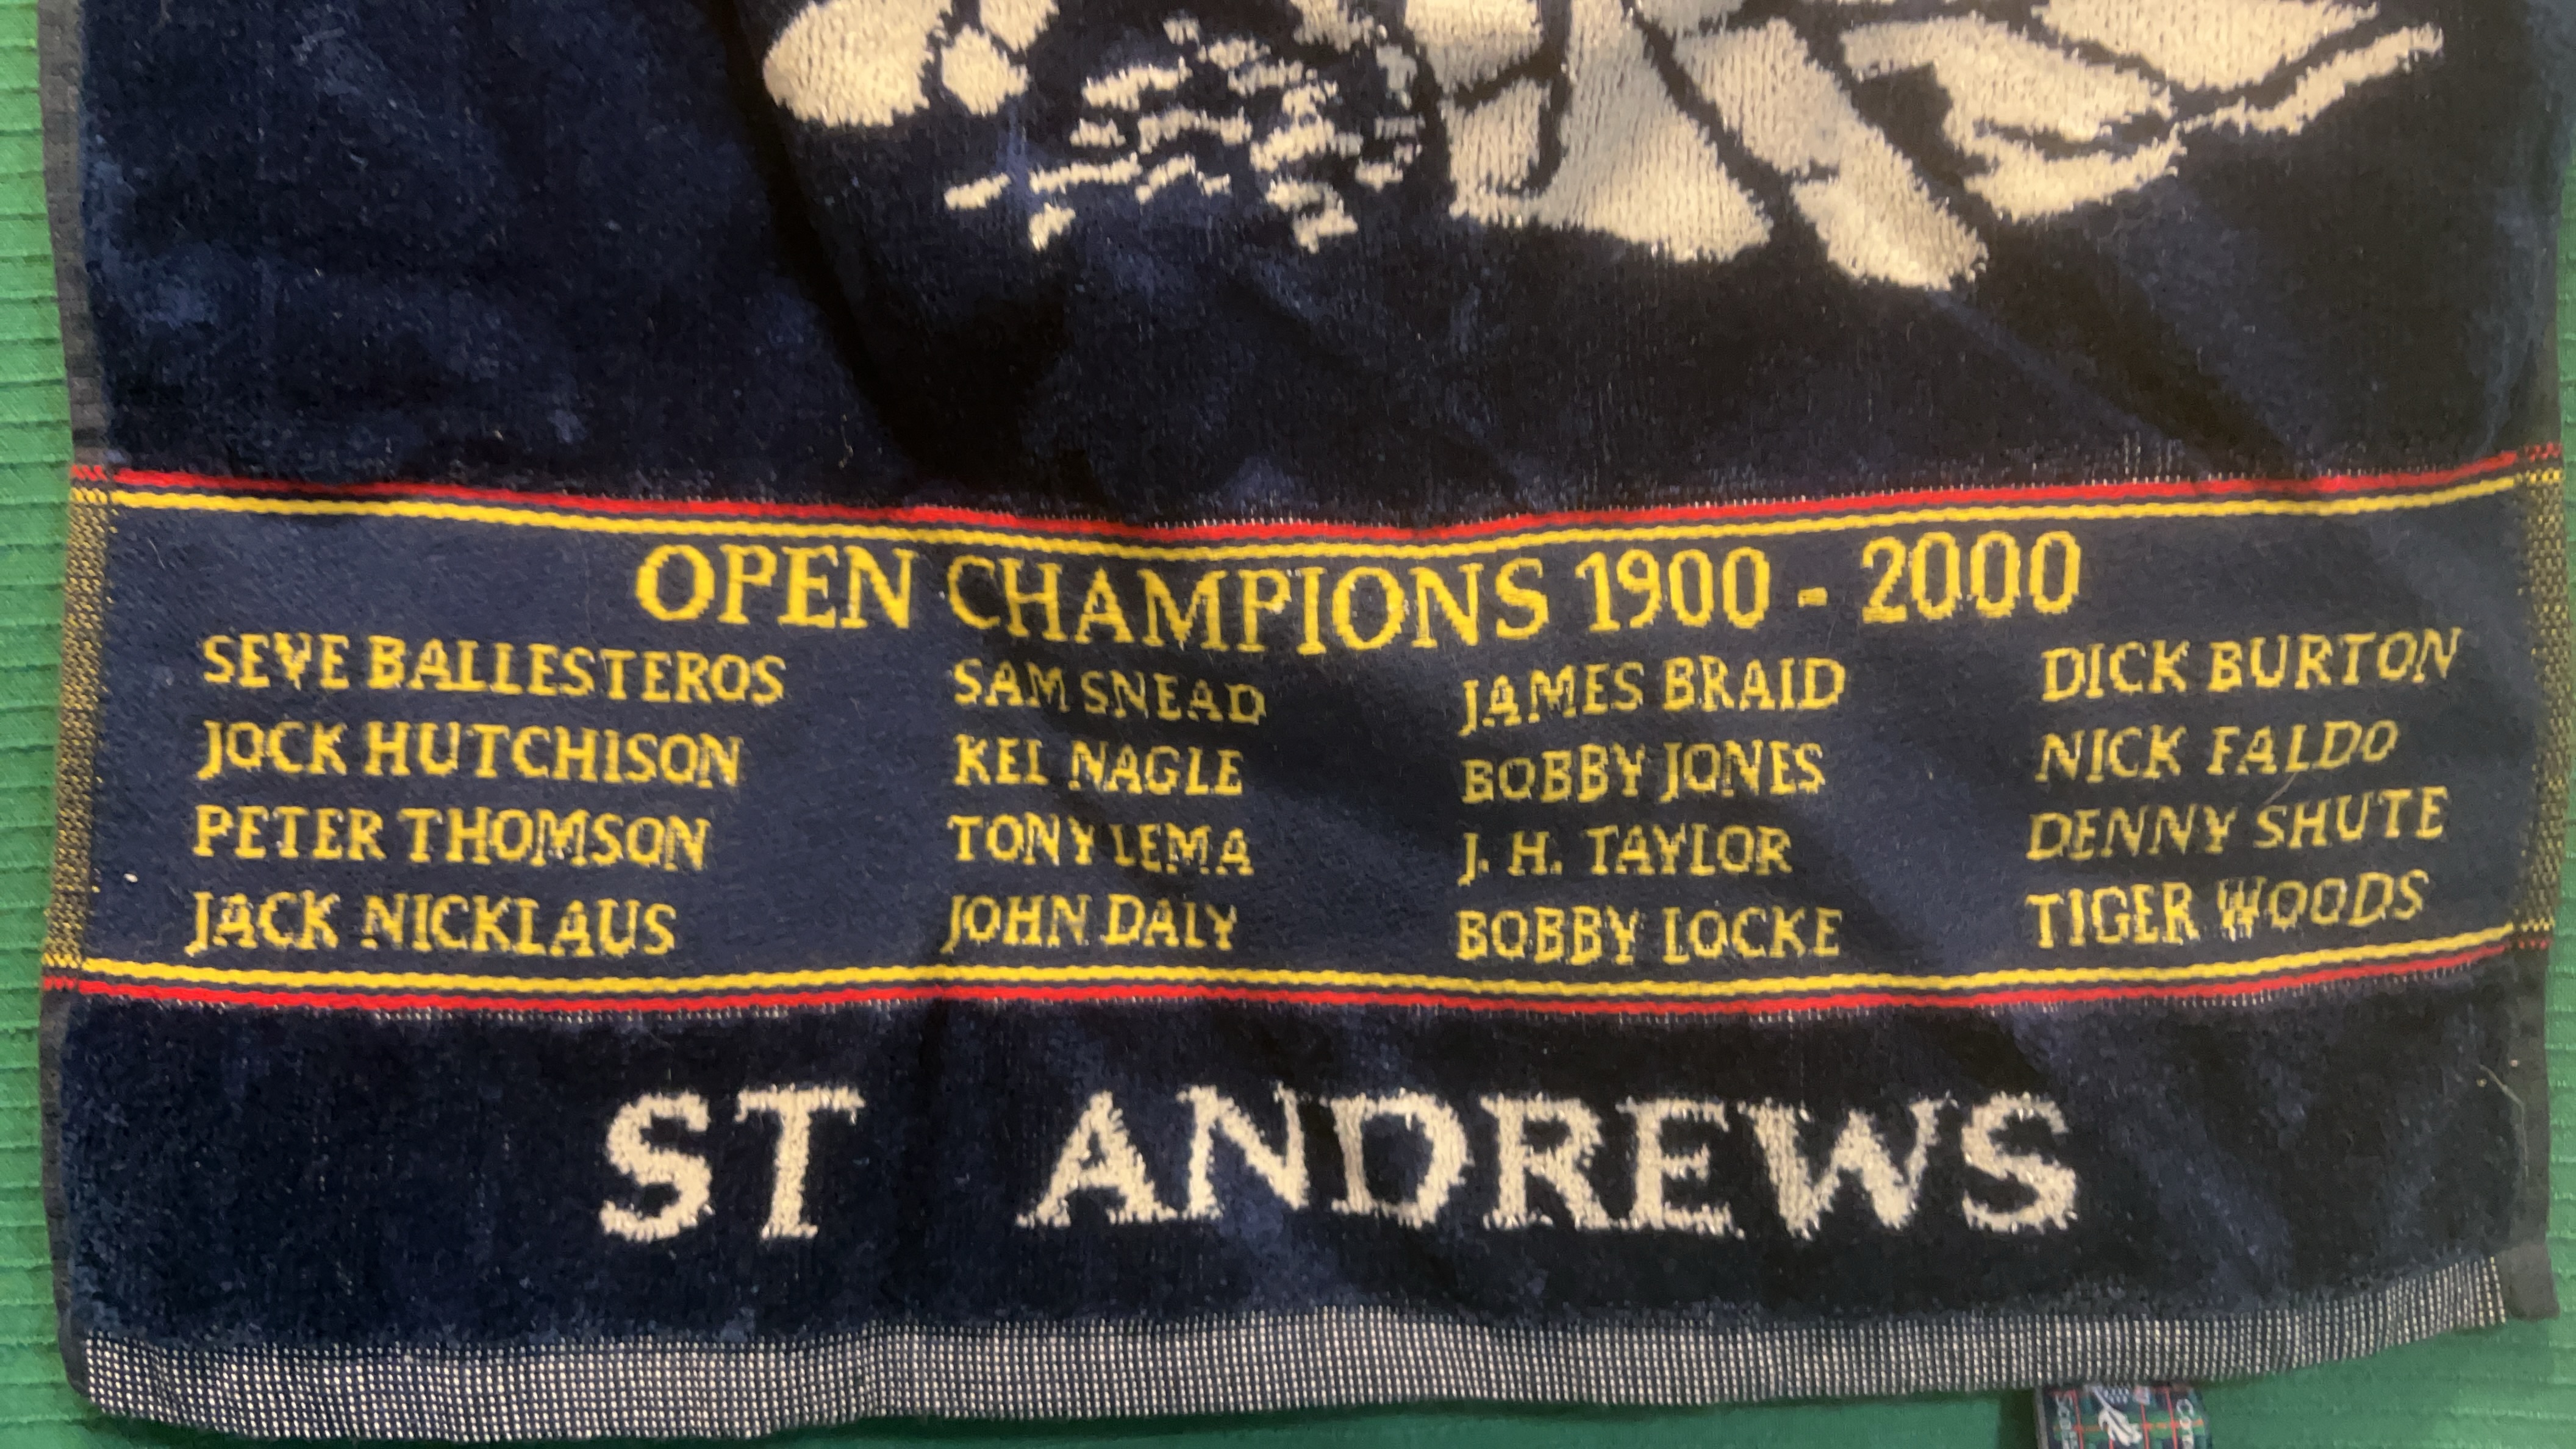 OPEN CHAMPIONS 1900 - 2000
SEVE BALLESTEROS SAM SNEAD JAMES BRAID DICK BURTON
JOCK HUTCHISON KEL NAGLE BOBBY JONES NICK FALDO
PETER THOMSON TONY LEMA J. H. TAYLOR DENNY SHUTE
JACK NICKLAUS JOHN DALY BOBBY LOCKE TIGER WOODS
ST ANDREWS